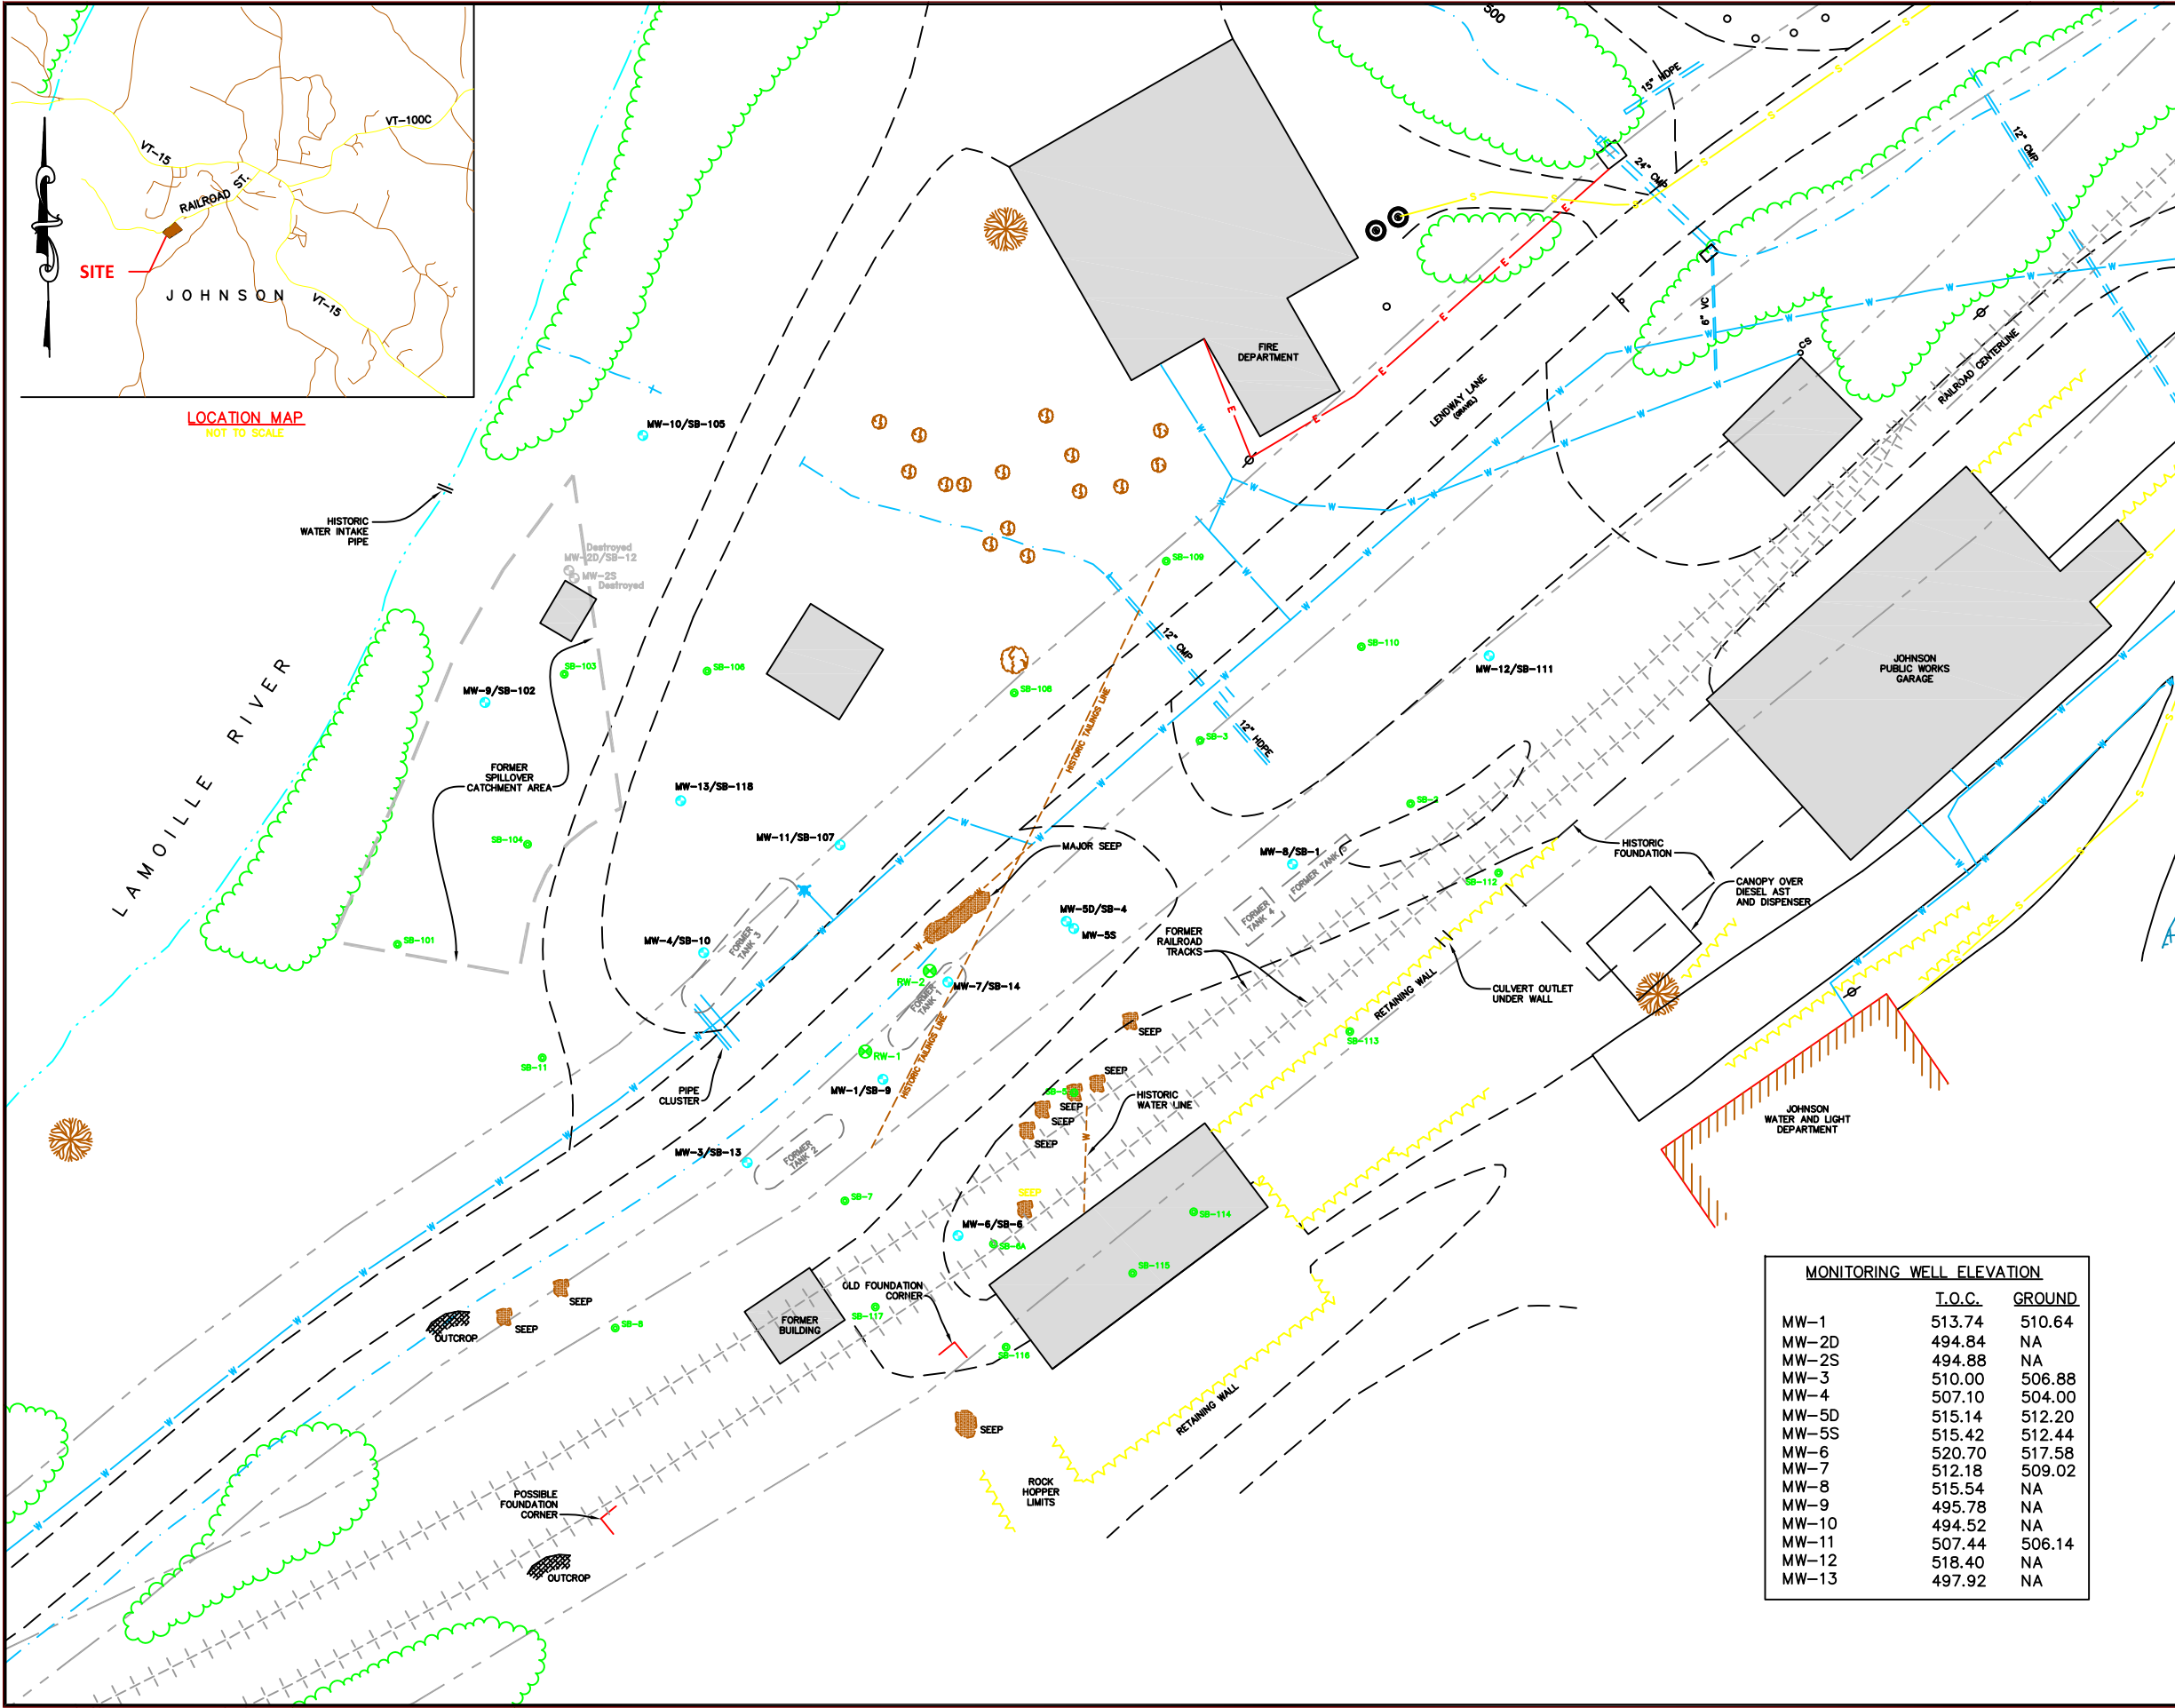 500
15" HDPE
VT-100C
VT-15
RAILROAD ST.
SITE
JOHNSON
VT-15
LOCATION MAP
NOT TO SCALE
24" CMP
12" CMP
6" VC
CS
FIRE
DEPARTMENT
LENDWAY LANE
(GRAVEL)
RAILROAD CENTERLINE
MW-10/SB-105
HISTORIC
WATER INTAKE
PIPE
Destroyed
MW-2D/SB-12
MW-2S
Destroyed
SB-109
SB-110
12" CMP
MW-12/SB-111
JOHNSON
PUBLIC WORKS
GARAGE
SB-103
SB-106
SB-108
MW-9/SB-102
LAMOILLE RIVER
HISTORIC TAILINGS LINE
SB-3
12" HDPE
FORMER
SPILLOVER
CATCHMENT AREA
MW-13/SB-118
SB-2
SB-104
MW-11/SB-107
MAJOR SEEP
MW-8/SB-1
FORMER TANK 5
HISTORIC
FOUNDATION
SB-112
CANOPY OVER
DIESEL AST
AND DISPENSER
SB-101
MW-4/SB-10
FORMER
TANK 3
MW-5D/SB-4
MW-5S
FORMER
TANK 4
FORMER
RAILROAD
TRACKS
RW-2
MW-7/SB-14
FORMER
TANK 1
RETAINING WALL
CULVERT OUTLET
UNDER WALL
SEEP
SB-113
SB-11
RW-1
HISTORIC TAILINGS LINE
PIPE
CLUSTER
MW-1/SB-9
SEEP
SEEP
SEEP
SEEP
HISTORIC
WATER LINE
JOHNSON
WATER AND LIGHT
DEPARTMENT
MW-3/SB-13
FORMER
TANK 2
SB-7
SEEP
SB-114
MW-6/SB-6
SB-6A
SB-115
OLD FOUNDATION
CORNER
SEEP
OUTCROP
SEEP
SB-8
FORMER
BUILDING
SB-117
SB-116
RETAINING WALL
SEEP
ROCK
HOPPER
LIMITS
POSSIBLE
FOUNDATION
CORNER
OUTCROP
MONITORING WELL ELEVATION
T.O.C. GROUND
MW-1 513.74 510.64
MW-2D 494.84 NA
MW-2S 494.88 NA
MW-3 510.00 506.88
MW-4 507.10 504.00
MW-5D 515.14 512.20
MW-5S 515.42 512.44
MW-6 520.70 517.58
MW-7 512.18 509.02
MW-8 515.54 NA
MW-9 495.78 NA
MW-10 494.52 NA
MW-11 507.44 506.14
MW-12 518.40 NA
MW-13 497.92 NA